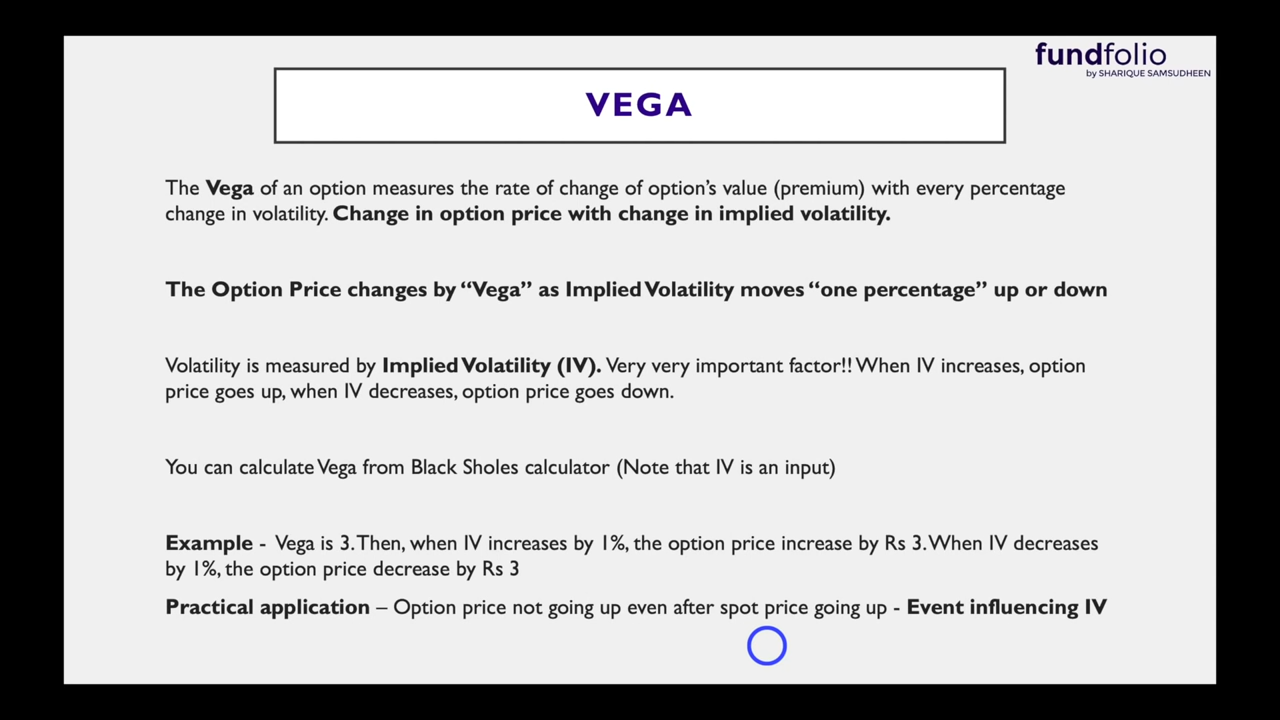 fundfolio
by SHARIQUE SAMSUDHEEN
VEGA
The Vega of an option measures the rate of change of option’s value (premium) with every percentage
change in volatility. Change in option price with change in implied volatility.
The Option Price changes by “Vega” as Implied Volatility moves “one percentage” up or down
Volatility is measured by Implied Volatility (IV). Very very important factor!! When IV increases, option
price goes up, when IV decreases, option price goes down.
You can calculate Vega from Black Sholes calculator (Note that IV is an input)
Example - Vega is 3. Then, when IV increases by 1%, the option price increase by Rs 3. When IV decreases
by 1%, the option price decrease by Rs 3
Practical application – Option price not going up even after spot price going up - Event influencing IV